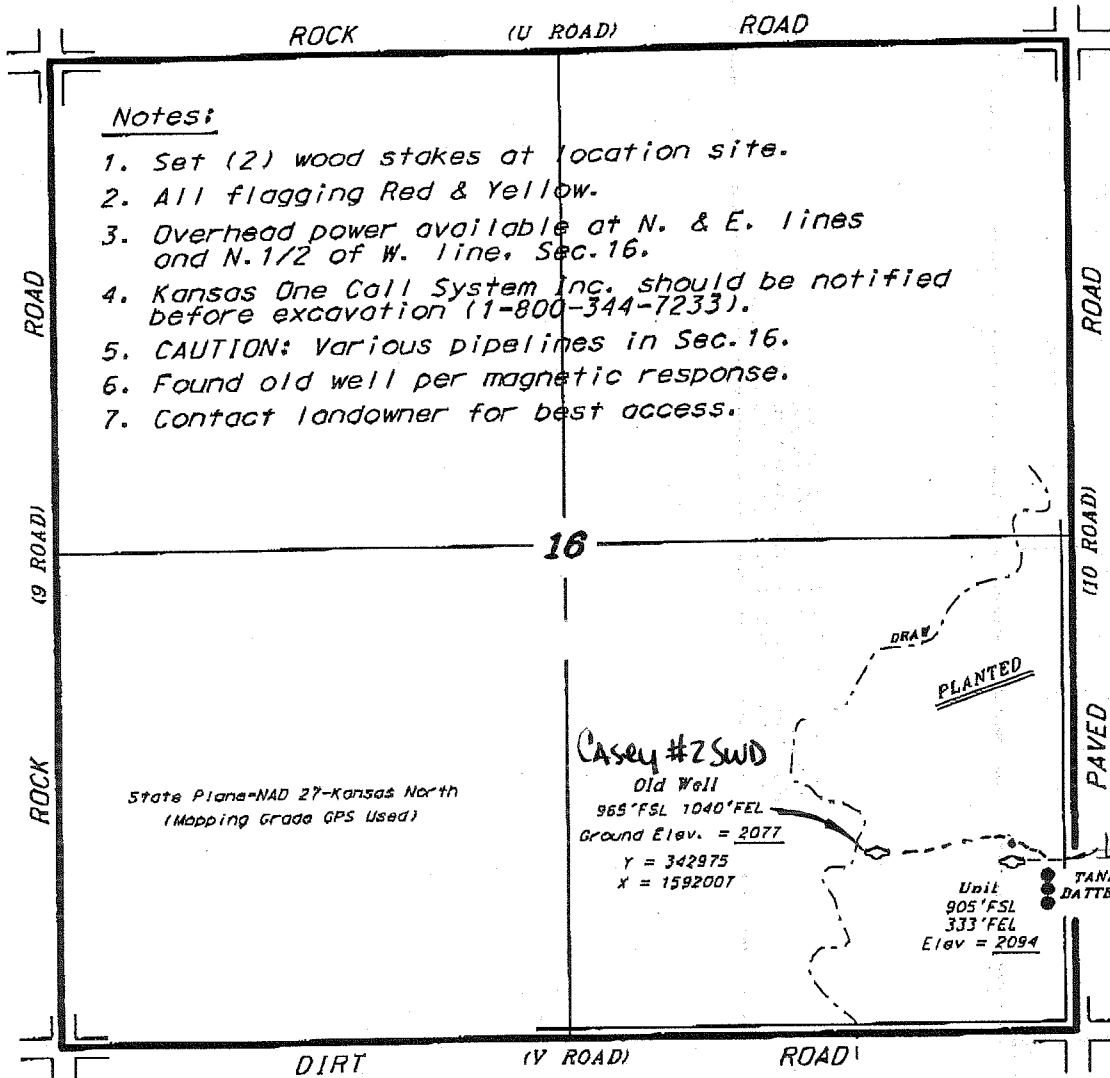 ROCK (U ROAD) ROAD
Notes:
1. Set (2) wood stakes at location site.
2. All flagging Red & Yellow.
3. Overhead power available at N. & E. lines
and N.1/2 of W. line, Sec.16.
4. Kansas One Call System Inc. should be notified
before excavation (1-800-344-7233).
5. CAUTION: Various pipelines in Sec.16.
6. Found old well per magnetic response.
7. Contact landowner for best access.
ROAD
(9 ROAD)
ROCK
ROAD
(10 ROAD)
PAVED
16
DRAW
PLANTED
Casey #2 SWD
Old Well
965'FSL 1040'FEL
Ground Elev. = 2077
Y = 342975
X = 1592007
State Plane=NAD 27-Kansas North
(Mapping Grade GPS Used)
Unit
905'FSL
333'FEL
Elev = 2094
TAN
BATTE
DIRT (V ROAD) ROAD